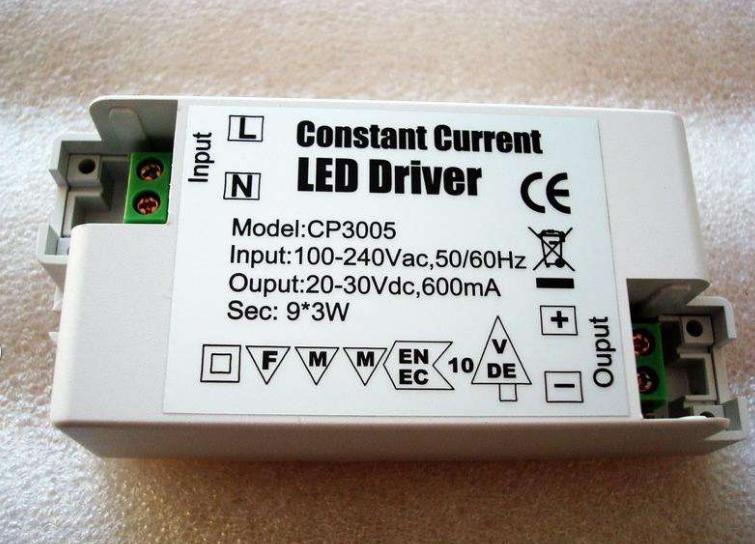 Input
L
N
Constant Current
LED Driver
CE
Model:CP3005
Input:100-240Vac,50/60Hz
Ouput:20-30Vdc,600mA
Sec: 9*3W
F
M
M
EN
EC
10
V
DE
+
−
Ouput